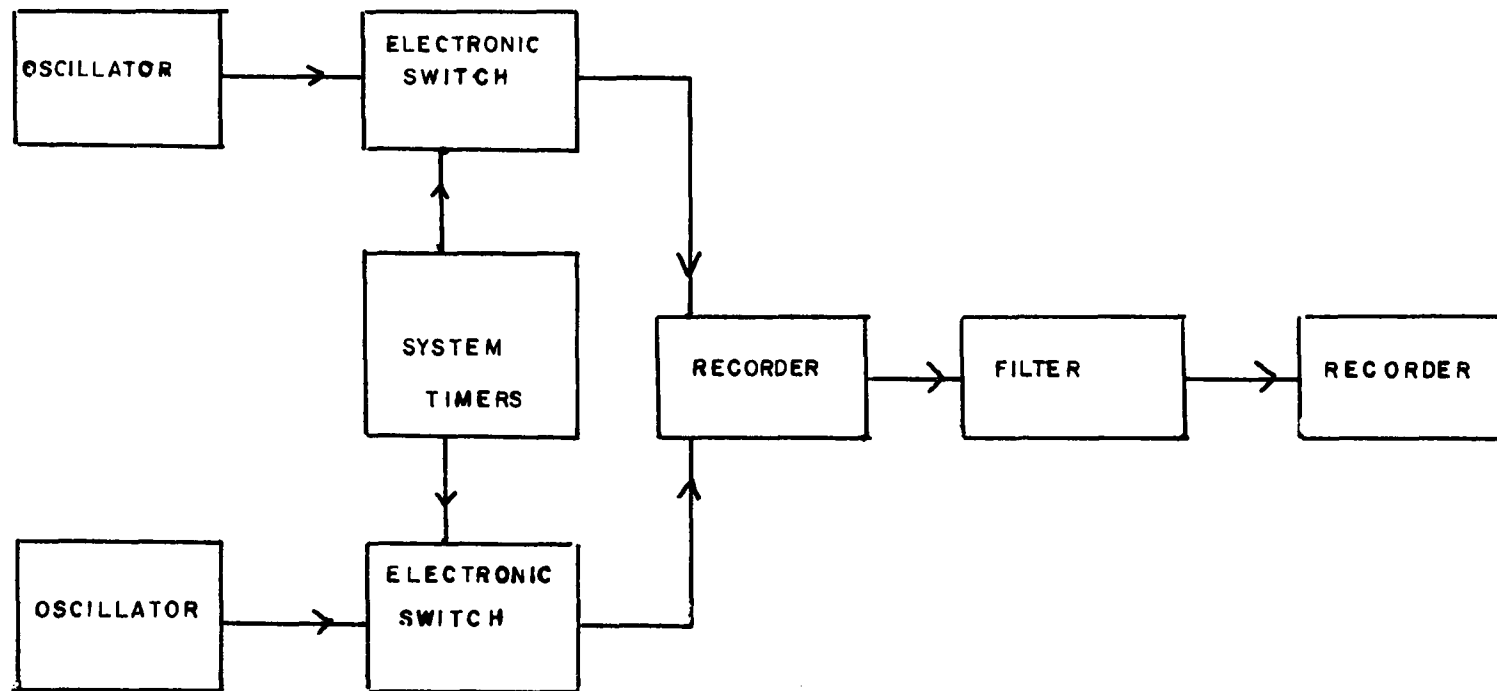 OSCILLATOR
ELECTRONIC
SWITCH
SYSTEM
TIMERS
RECORDER
FILTER
RECORDER
OSCILLATOR
ELECTRONIC
SWITCH